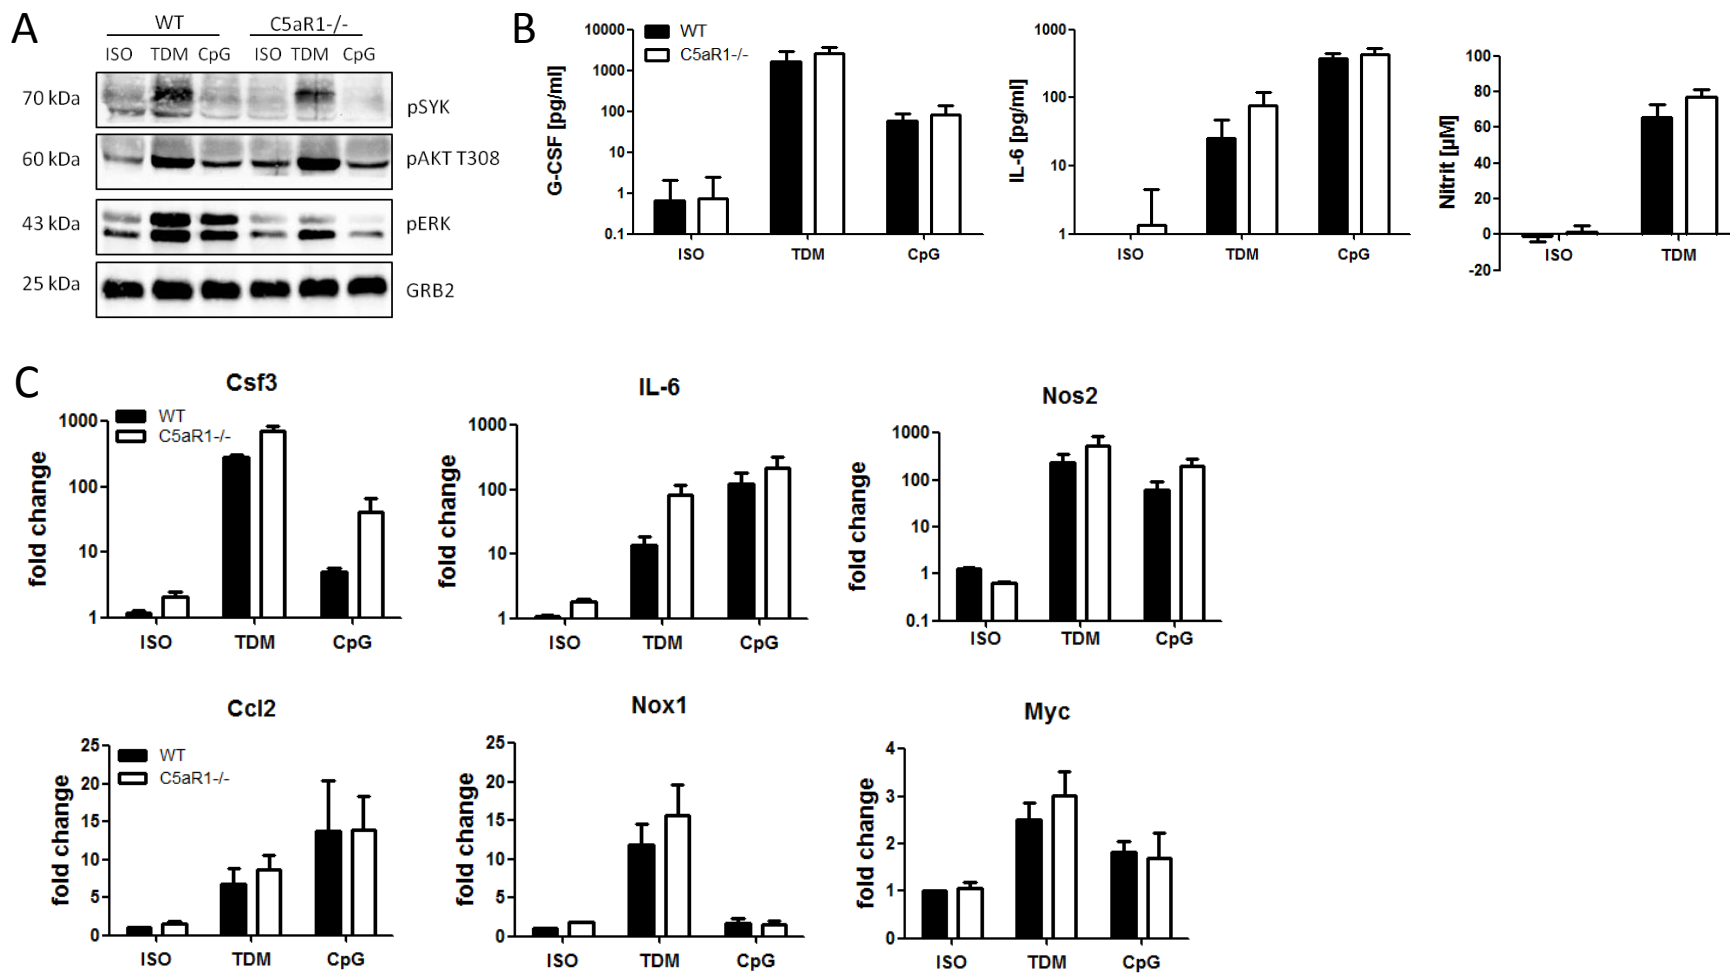 A
WT C5aR1-/-
ISO TDM CpG ISO TDM CpG
70 kDa pSYK
60 kDa pAKT T308
43 kDa pERK
25 kDa GRB2
B
WT
C5aR1-/-
G-CSF [pg/ml]
10000
1000
100
10
1
0.1
ISO TDM CpG
IL-6 [pg/ml]
1000
100
10
1
ISO TDM CpG
Nitrit [µM]
100
80
60
40
20
0
-20
ISO TDM
C
Csf3
WT
C5aR1-/-
fold change
1000
100
10
1
ISO TDM CpG
IL-6
fold change
1000
100
10
1
ISO TDM CpG
Nos2
fold change
1000
100
10
1
0.1
ISO TDM CpG
Ccl2
WT
C5aR1-/-
fold change
25
20
15
10
5
0
ISO TDM CpG
Nox1
fold change
25
20
15
10
5
0
ISO TDM CpG
Myc
fold change
4
3
2
1
0
ISO TDM CpG